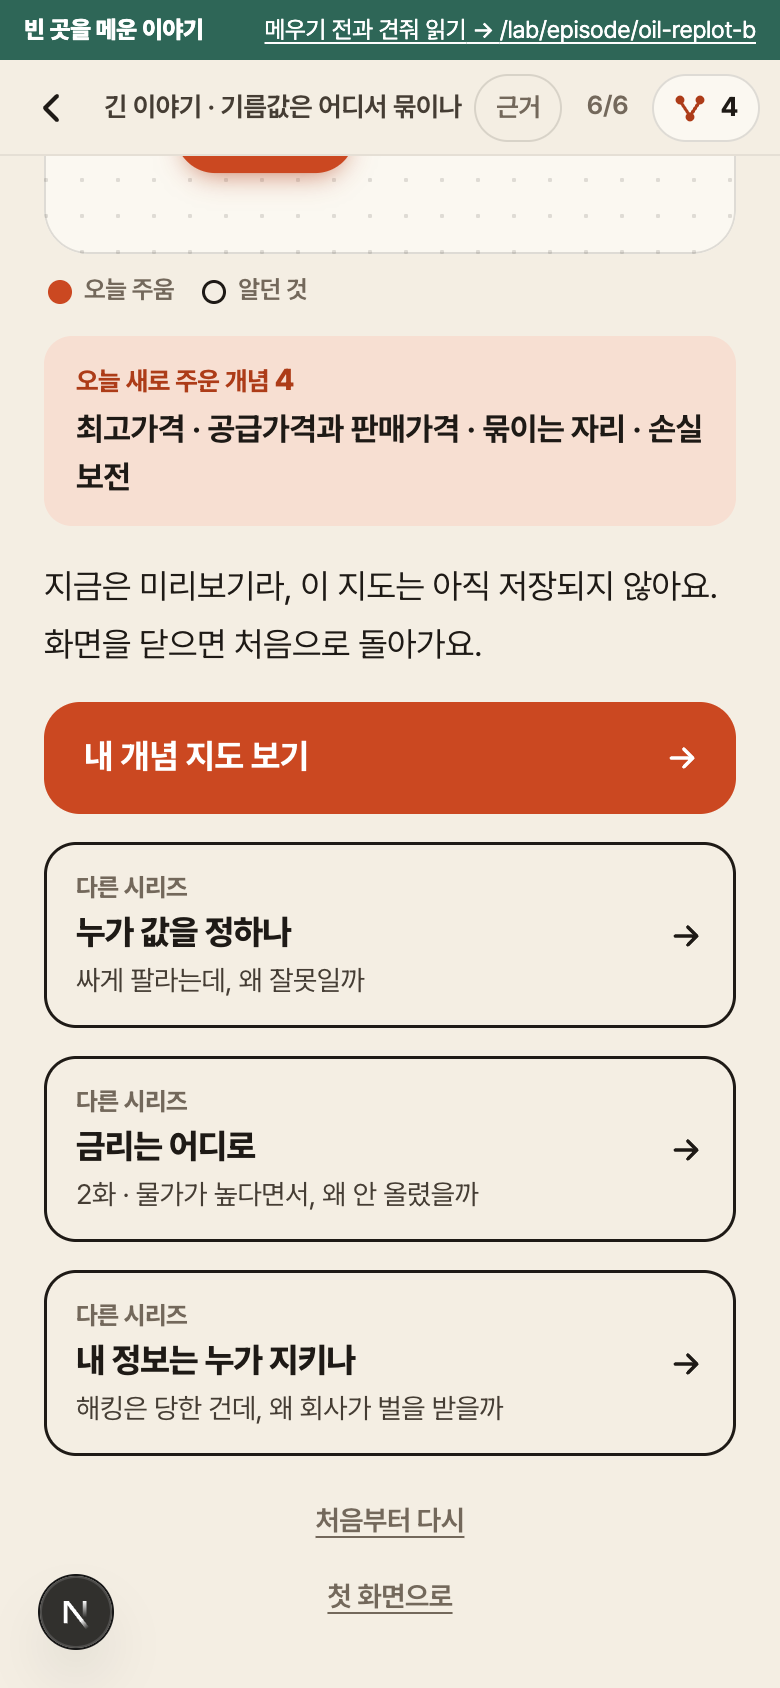 빈 곳을 메운 이야기
메우기 전과 견줘 읽기 → /lab/episode/oil-replot-b
긴 이야기 · 기름값은 어디서 묶이나
근거
6/6
4
오늘 주움
알던 것
오늘 새로 주운 개념 4
최고가격 · 공급가격과 판매가격 · 묶이는 자리 · 손실
보전
지금은 미리보기라, 이 지도는 아직 저장되지 않아요.
화면을 닫으면 처음으로 돌아가요.
내 개념 지도 보기 →
다른 시리즈
누가 값을 정하나
싸게 팔라는데, 왜 잘못일까
→
다른 시리즈
금리는 어디로
2화 · 물가가 높다면서, 왜 안 올렸을까
→
다른 시리즈
내 정보는 누가 지키나
해킹은 당한 건데, 왜 회사가 벌을 받을까
→
처음부터 다시
첫 화면으로
N